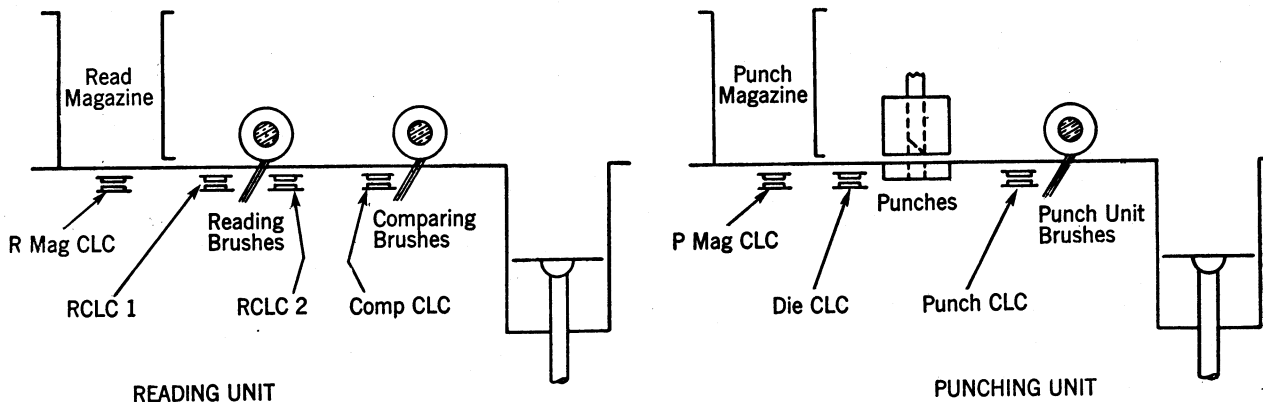 Read
Magazine
R Mag CLC
RCLC 1
Reading
Brushes
RCLC 2
Comparing
Brushes
Comp CLC
READING UNIT
Punch
Magazine
P Mag CLC
Die CLC
Punches
Punch CLC
Punch Unit
Brushes
PUNCHING UNIT